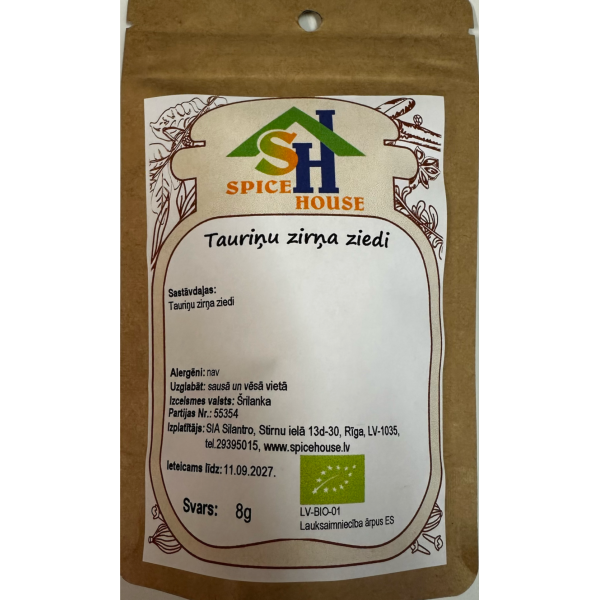 SH
SPICE
HOUSE
Tauriņu zirņa ziedi
Sastāvdaļas:
Tauriņu zirņa ziedi
Alergēni: nav
Uzglabāt: sausā un vēsā vietā
Izcelsmes valsts: Šrilanka
Partijas Nr.: 55354
Izplatītājs: SIA Silantro, Stirnu ielā 13d-30, Rīga, LV-1035,
tel.29395015, www.spicehouse.lv
Ieteicams līdz: 11.09.2027.
Svars: 8g
LV-BIO-01
Lauksaimniecība ārpus ES